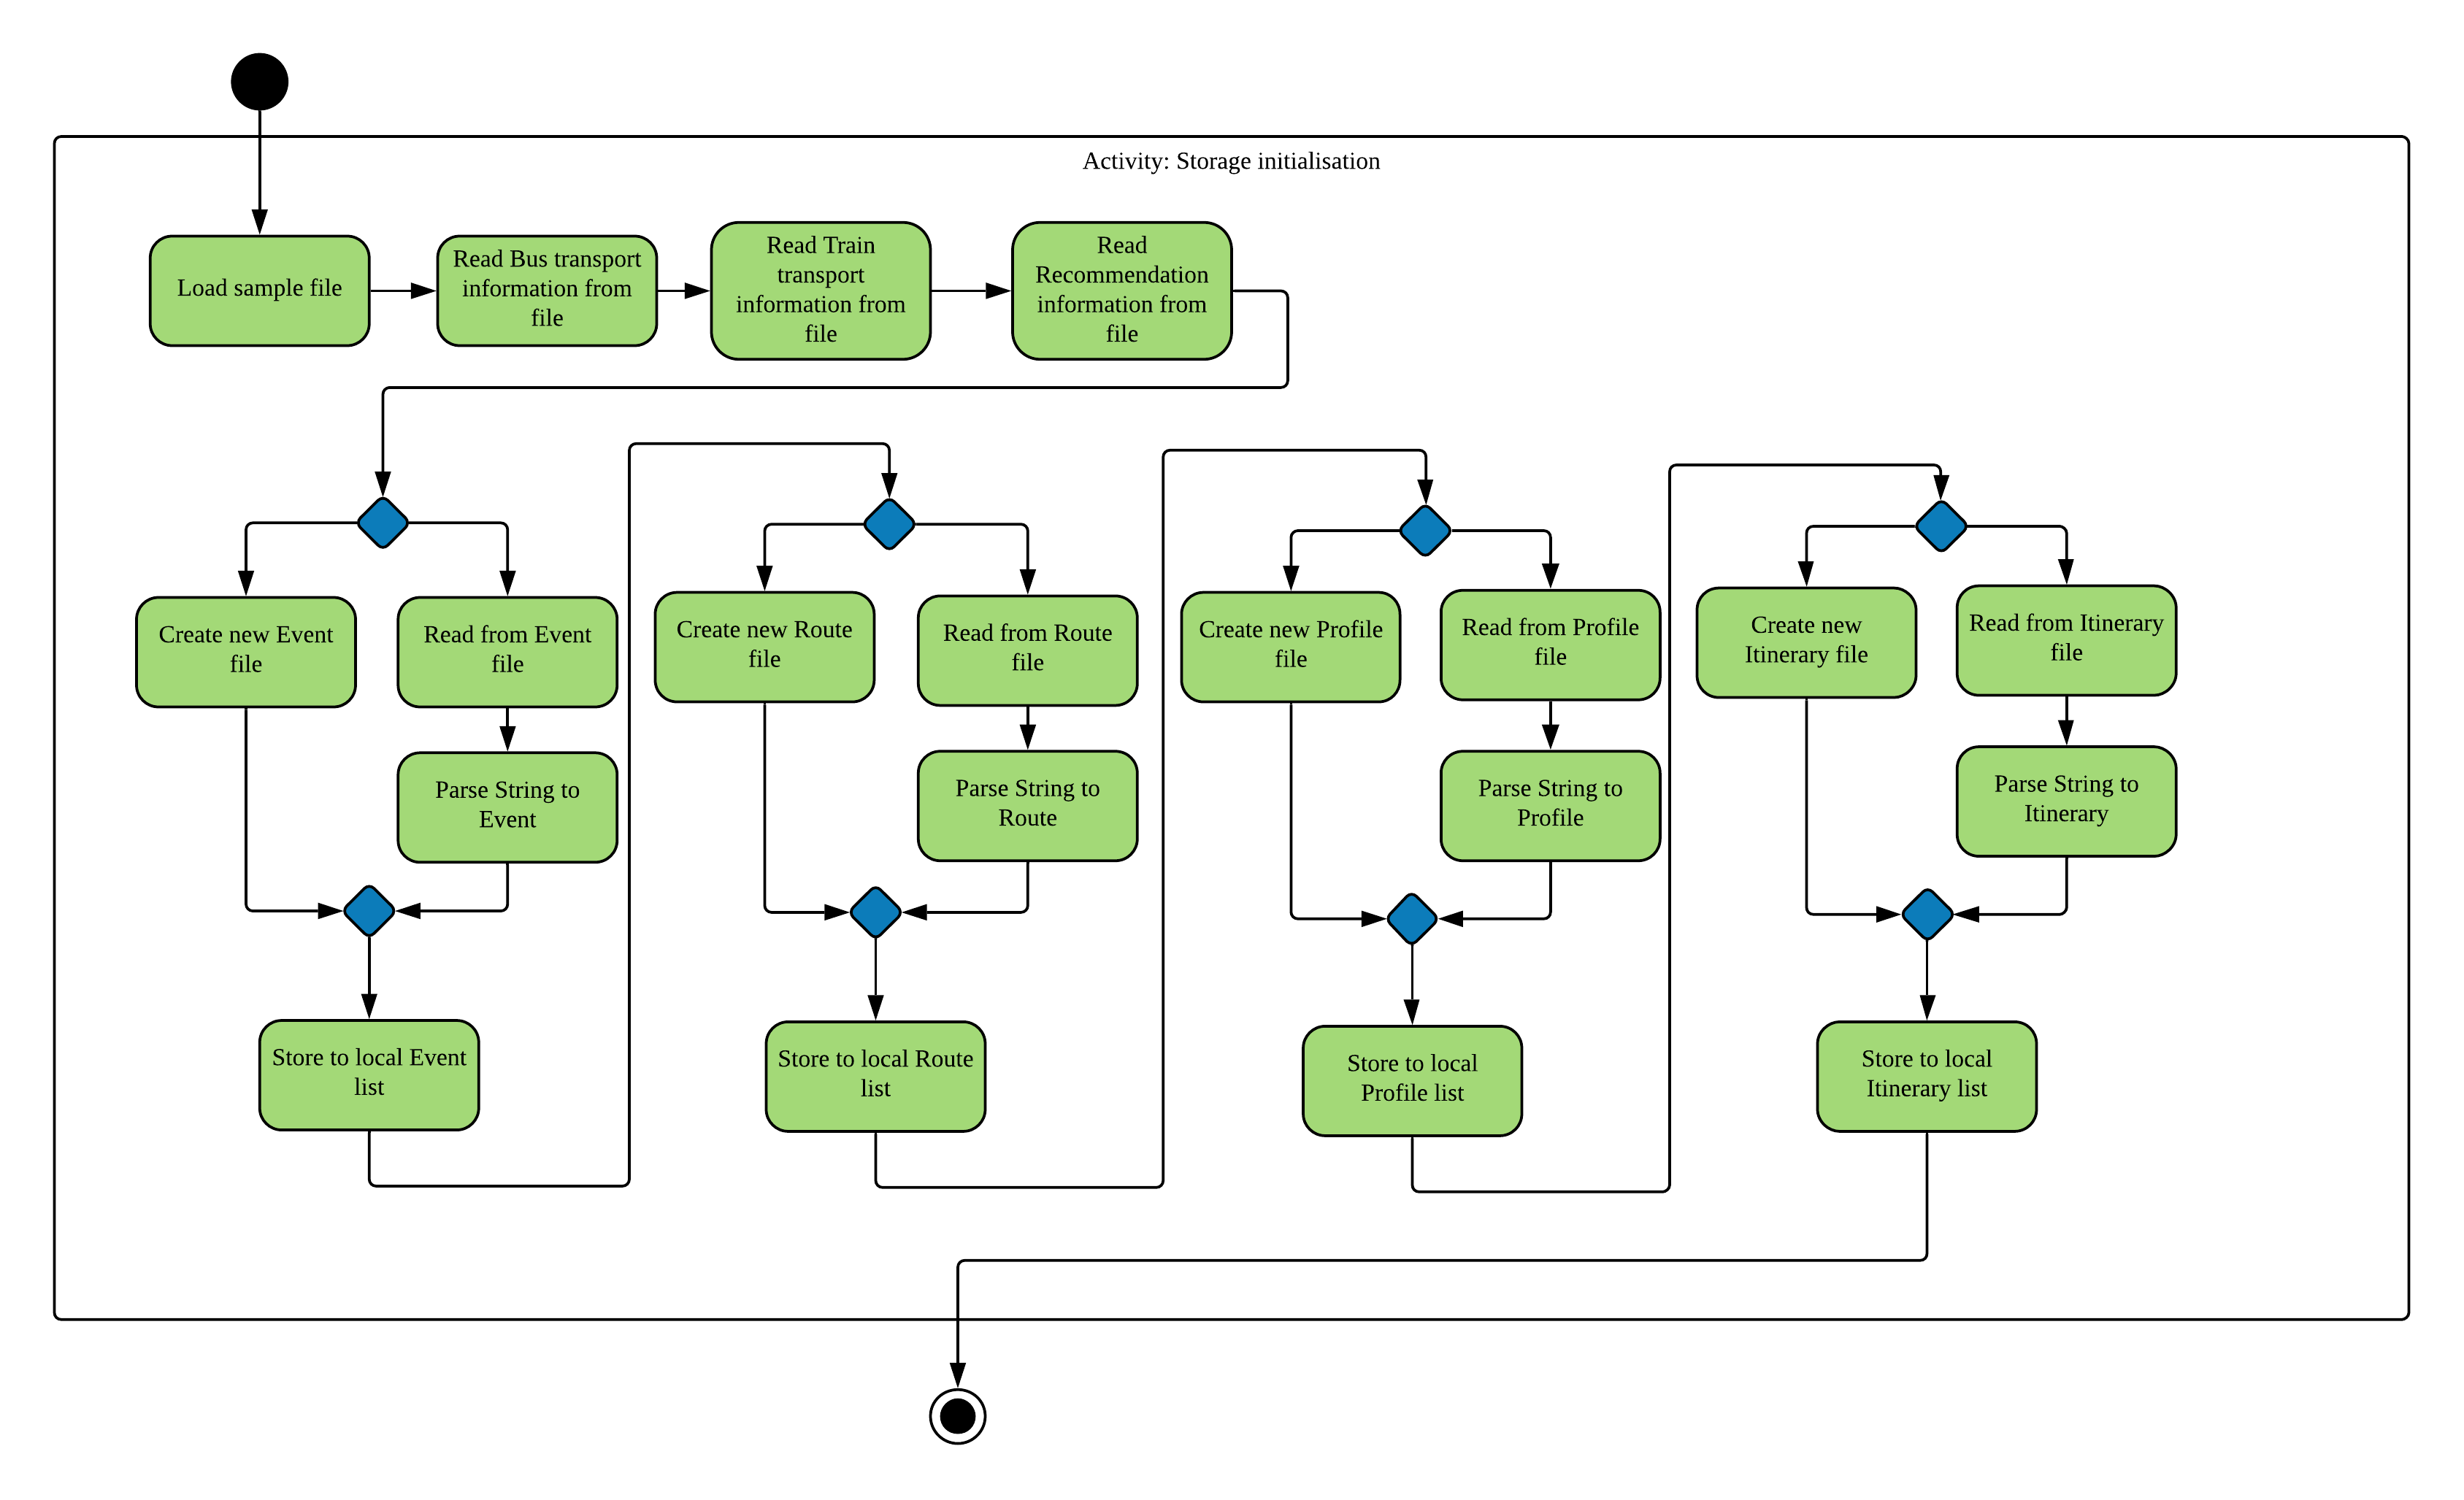 Activity: Storage initialisation
Load sample file
Read Bus transport
information from
file
Read Train
transport
information from
file
Read
Recommendation
information from
file
Create new Event
file
Read from Event
file
Parse String to
Event
Store to local Event
list
Create new Route
file
Read from Route
file
Parse String to
Route
Store to local Route
list
Create new Profile
file
Read from Profile
file
Parse String to
Profile
Store to local
Profile list
Create new
Itinerary file
Read from Itinerary
file
Parse String to
Itinerary
Store to local
Itinerary list